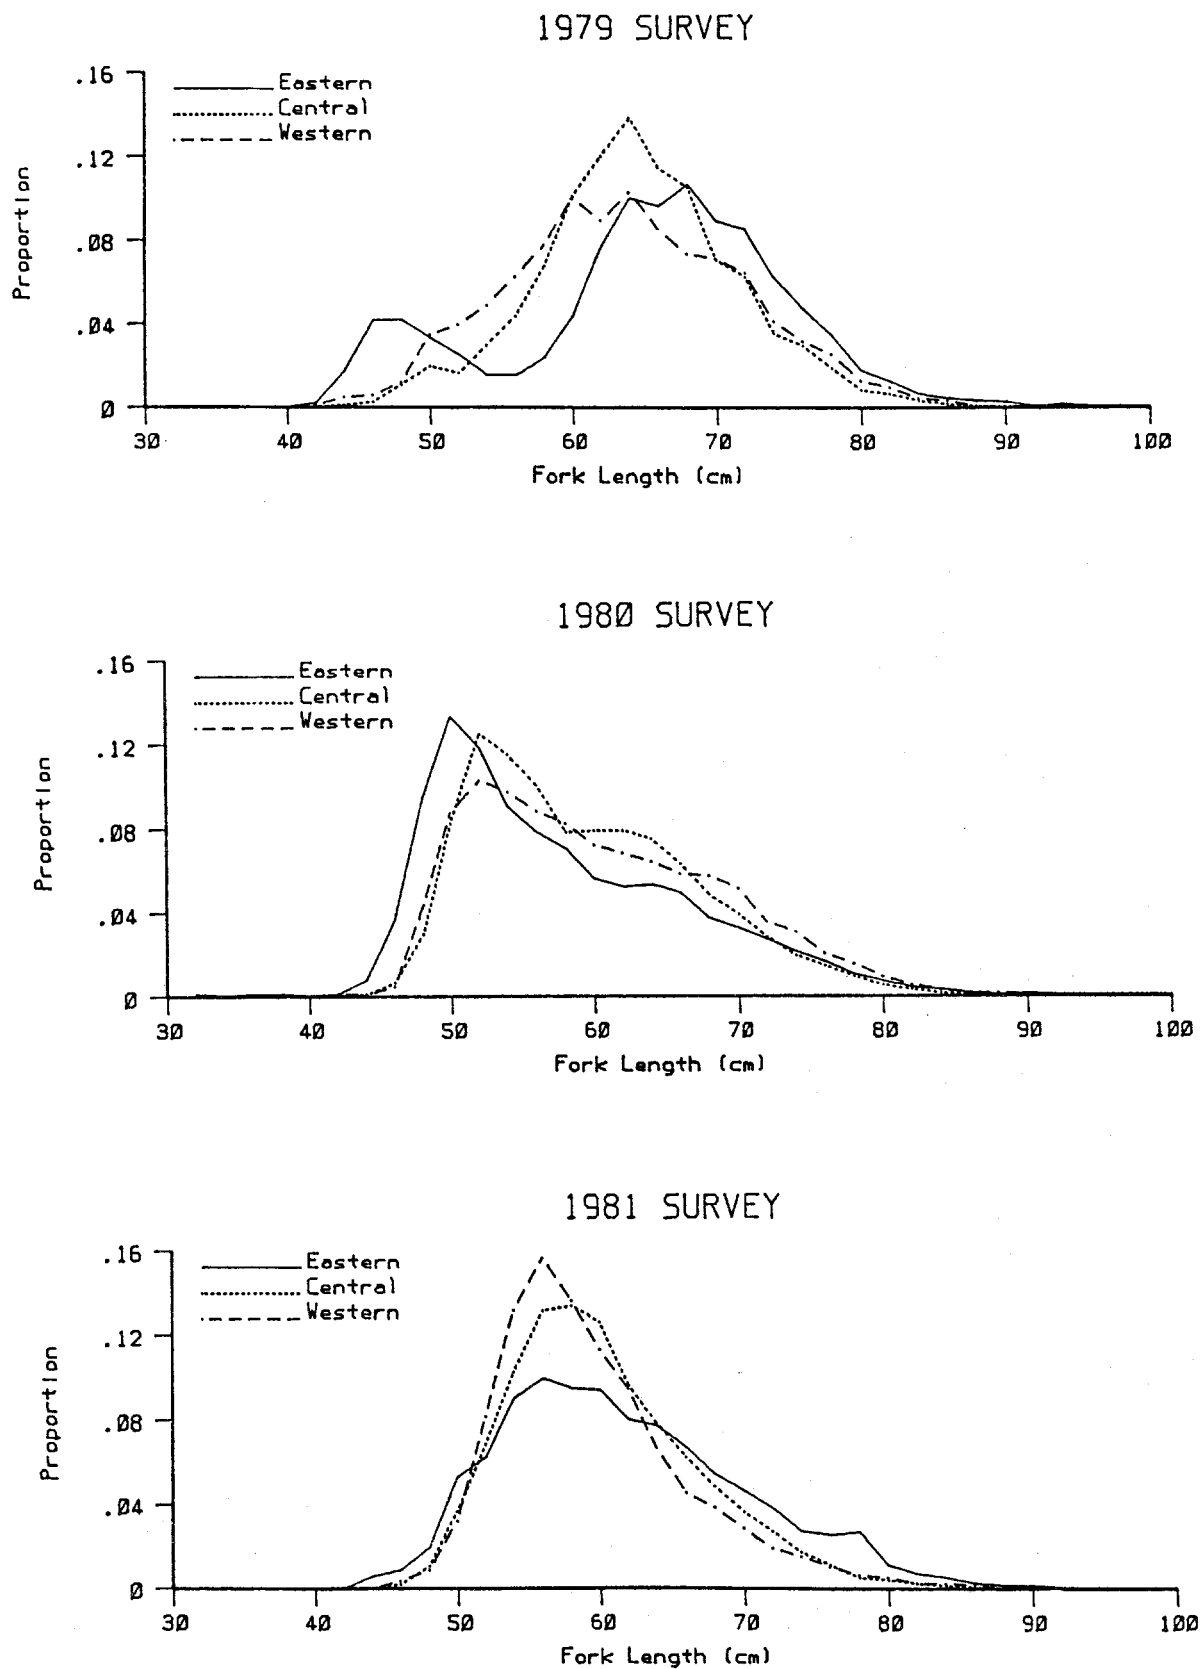 1979 SURVEY
.16
.12
.08
.04
0
Proportion
Eastern
Central
Western
30 40 50 60 70 80 90 100
Fork Length (cm)
1980 SURVEY
.16
.12
.08
.04
0
Proportion
Eastern
Central
Western
30 40 50 60 70 80 90 100
Fork Length (cm)
1981 SURVEY
.16
.12
.08
.04
0
Proportion
Eastern
Central
Western
30 40 50 60 70 80 90 100
Fork Length (cm)